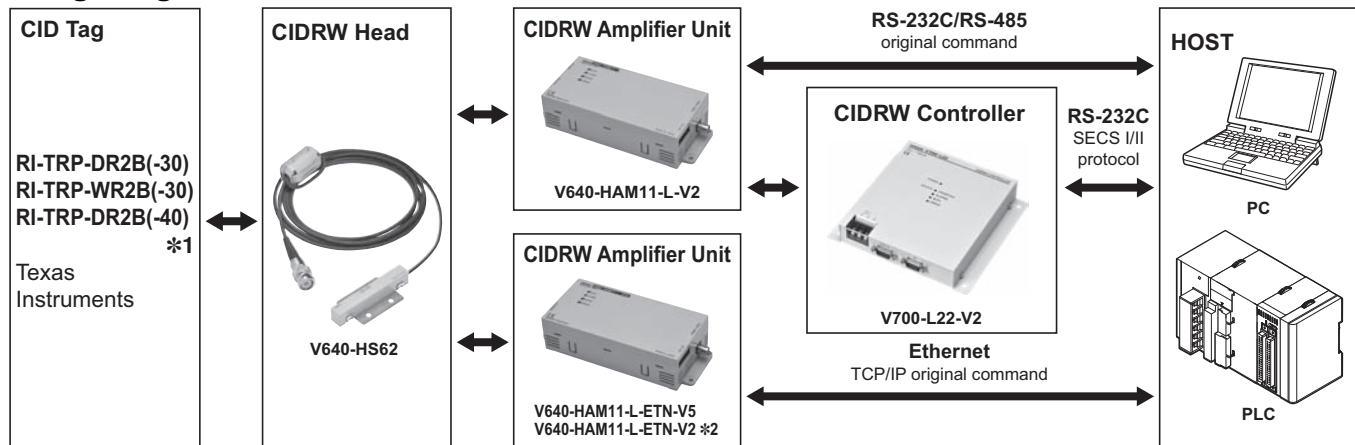 CID Tag
RI-TRP-DR2B(-30)
RI-TRP-WR2B(-30)
RI-TRP-DR2B(-40)
*1
Texas
Instruments
CIDRW Head
V640-HS62
CIDRW Amplifier Unit
V640-HAM11-L-V2
CIDRW Amplifier Unit
V640-HAM11-L-ETN-V5
V640-HAM11-L-ETN-V2 *2
RS-232C/RS-485
original command
CIDRW Controller
V700-L22-V2
RS-232C
SECS I/II
protocol
Ethernet
TCP/IP original command
HOST
PC
PLC